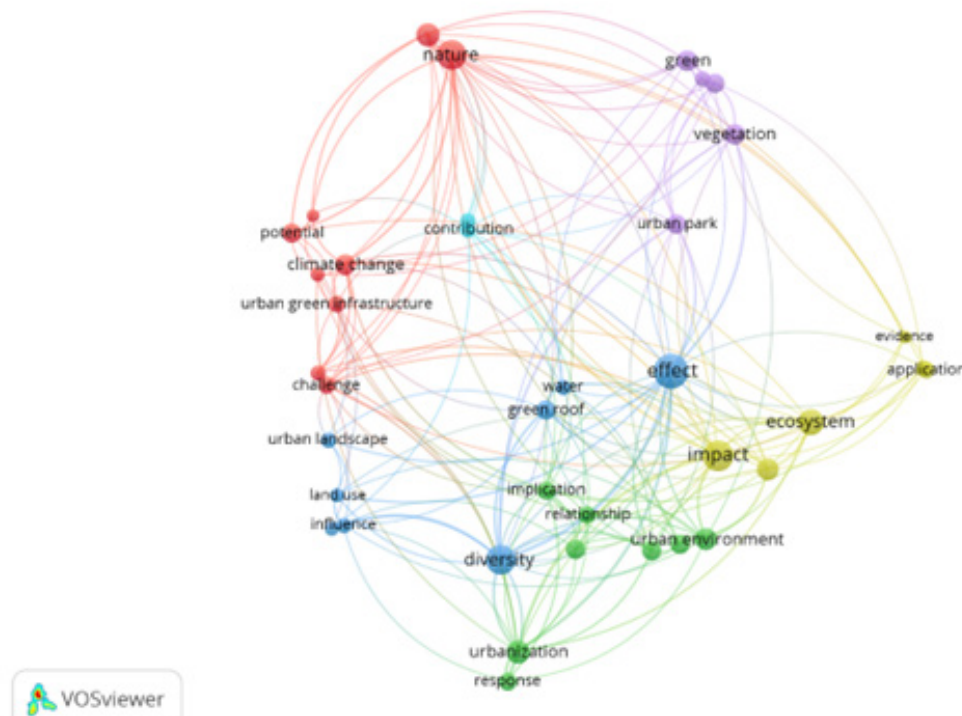 nature
green
vegetation
potential
contribution
urban park
climate change
urban green infrastructure
evidence
application
effect
challenge
water
green roof
ecosystem
urban landscape
impact
land use
implication
relationship
influence
urban environment
diversity
urbanization
response
VOSviewer